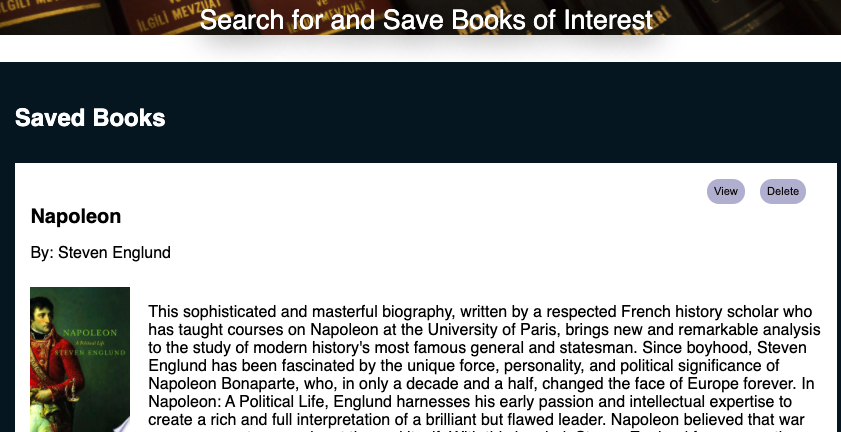 İLGİLİ MEVZUAT
ve
Search for and Save Books of Interest
Saved Books
View Delete
Napoleon
By: Steven Englund
NAPOLEON
A Political Life
STEVEN ENGLUND
This sophisticated and masterful biography, written by a respected French history scholar who
has taught courses on Napoleon at the University of Paris, brings new and remarkable analysis
to the study of modern history's most famous general and statesman. Since boyhood, Steven
Englund has been fascinated by the unique force, personality, and political significance of
Napoleon Bonaparte, who, in only a decade and a half, changed the face of Europe forever. In
Napoleon: A Political Life, Englund harnesses his early passion and intellectual expertise to
create a rich and full interpretation of a brilliant but flawed leader. Napoleon believed that war